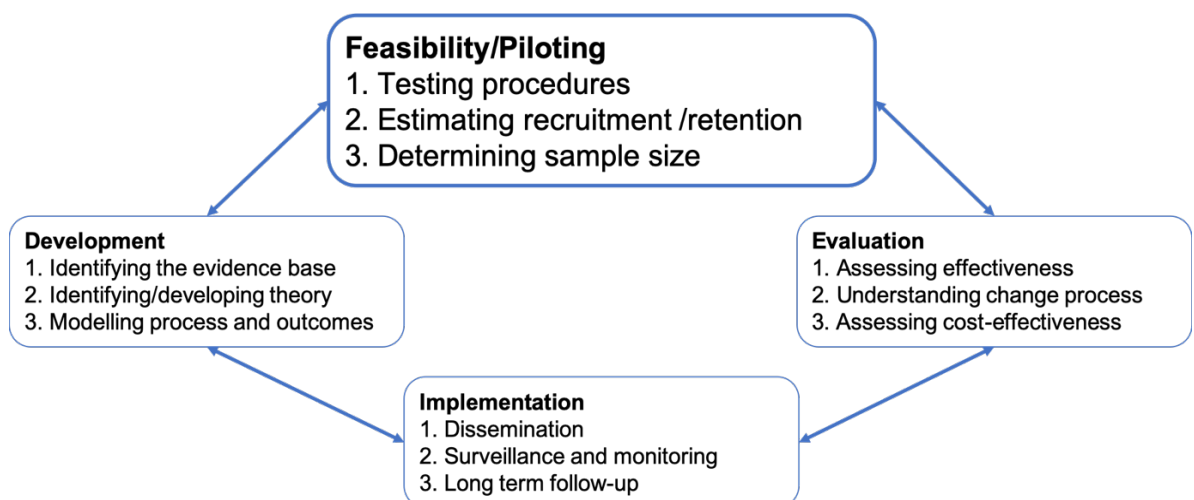 Feasibility/Piloting
1. Testing procedures
2. Estimating recruitment /retention
3. Determining sample size
Development
1. Identifying the evidence base
2. Identifying/developing theory
3. Modelling process and outcomes
Evaluation
1. Assessing effectiveness
2. Understanding change process
3. Assessing cost-effectiveness
Implementation
1. Dissemination
2. Surveillance and monitoring
3. Long term follow-up